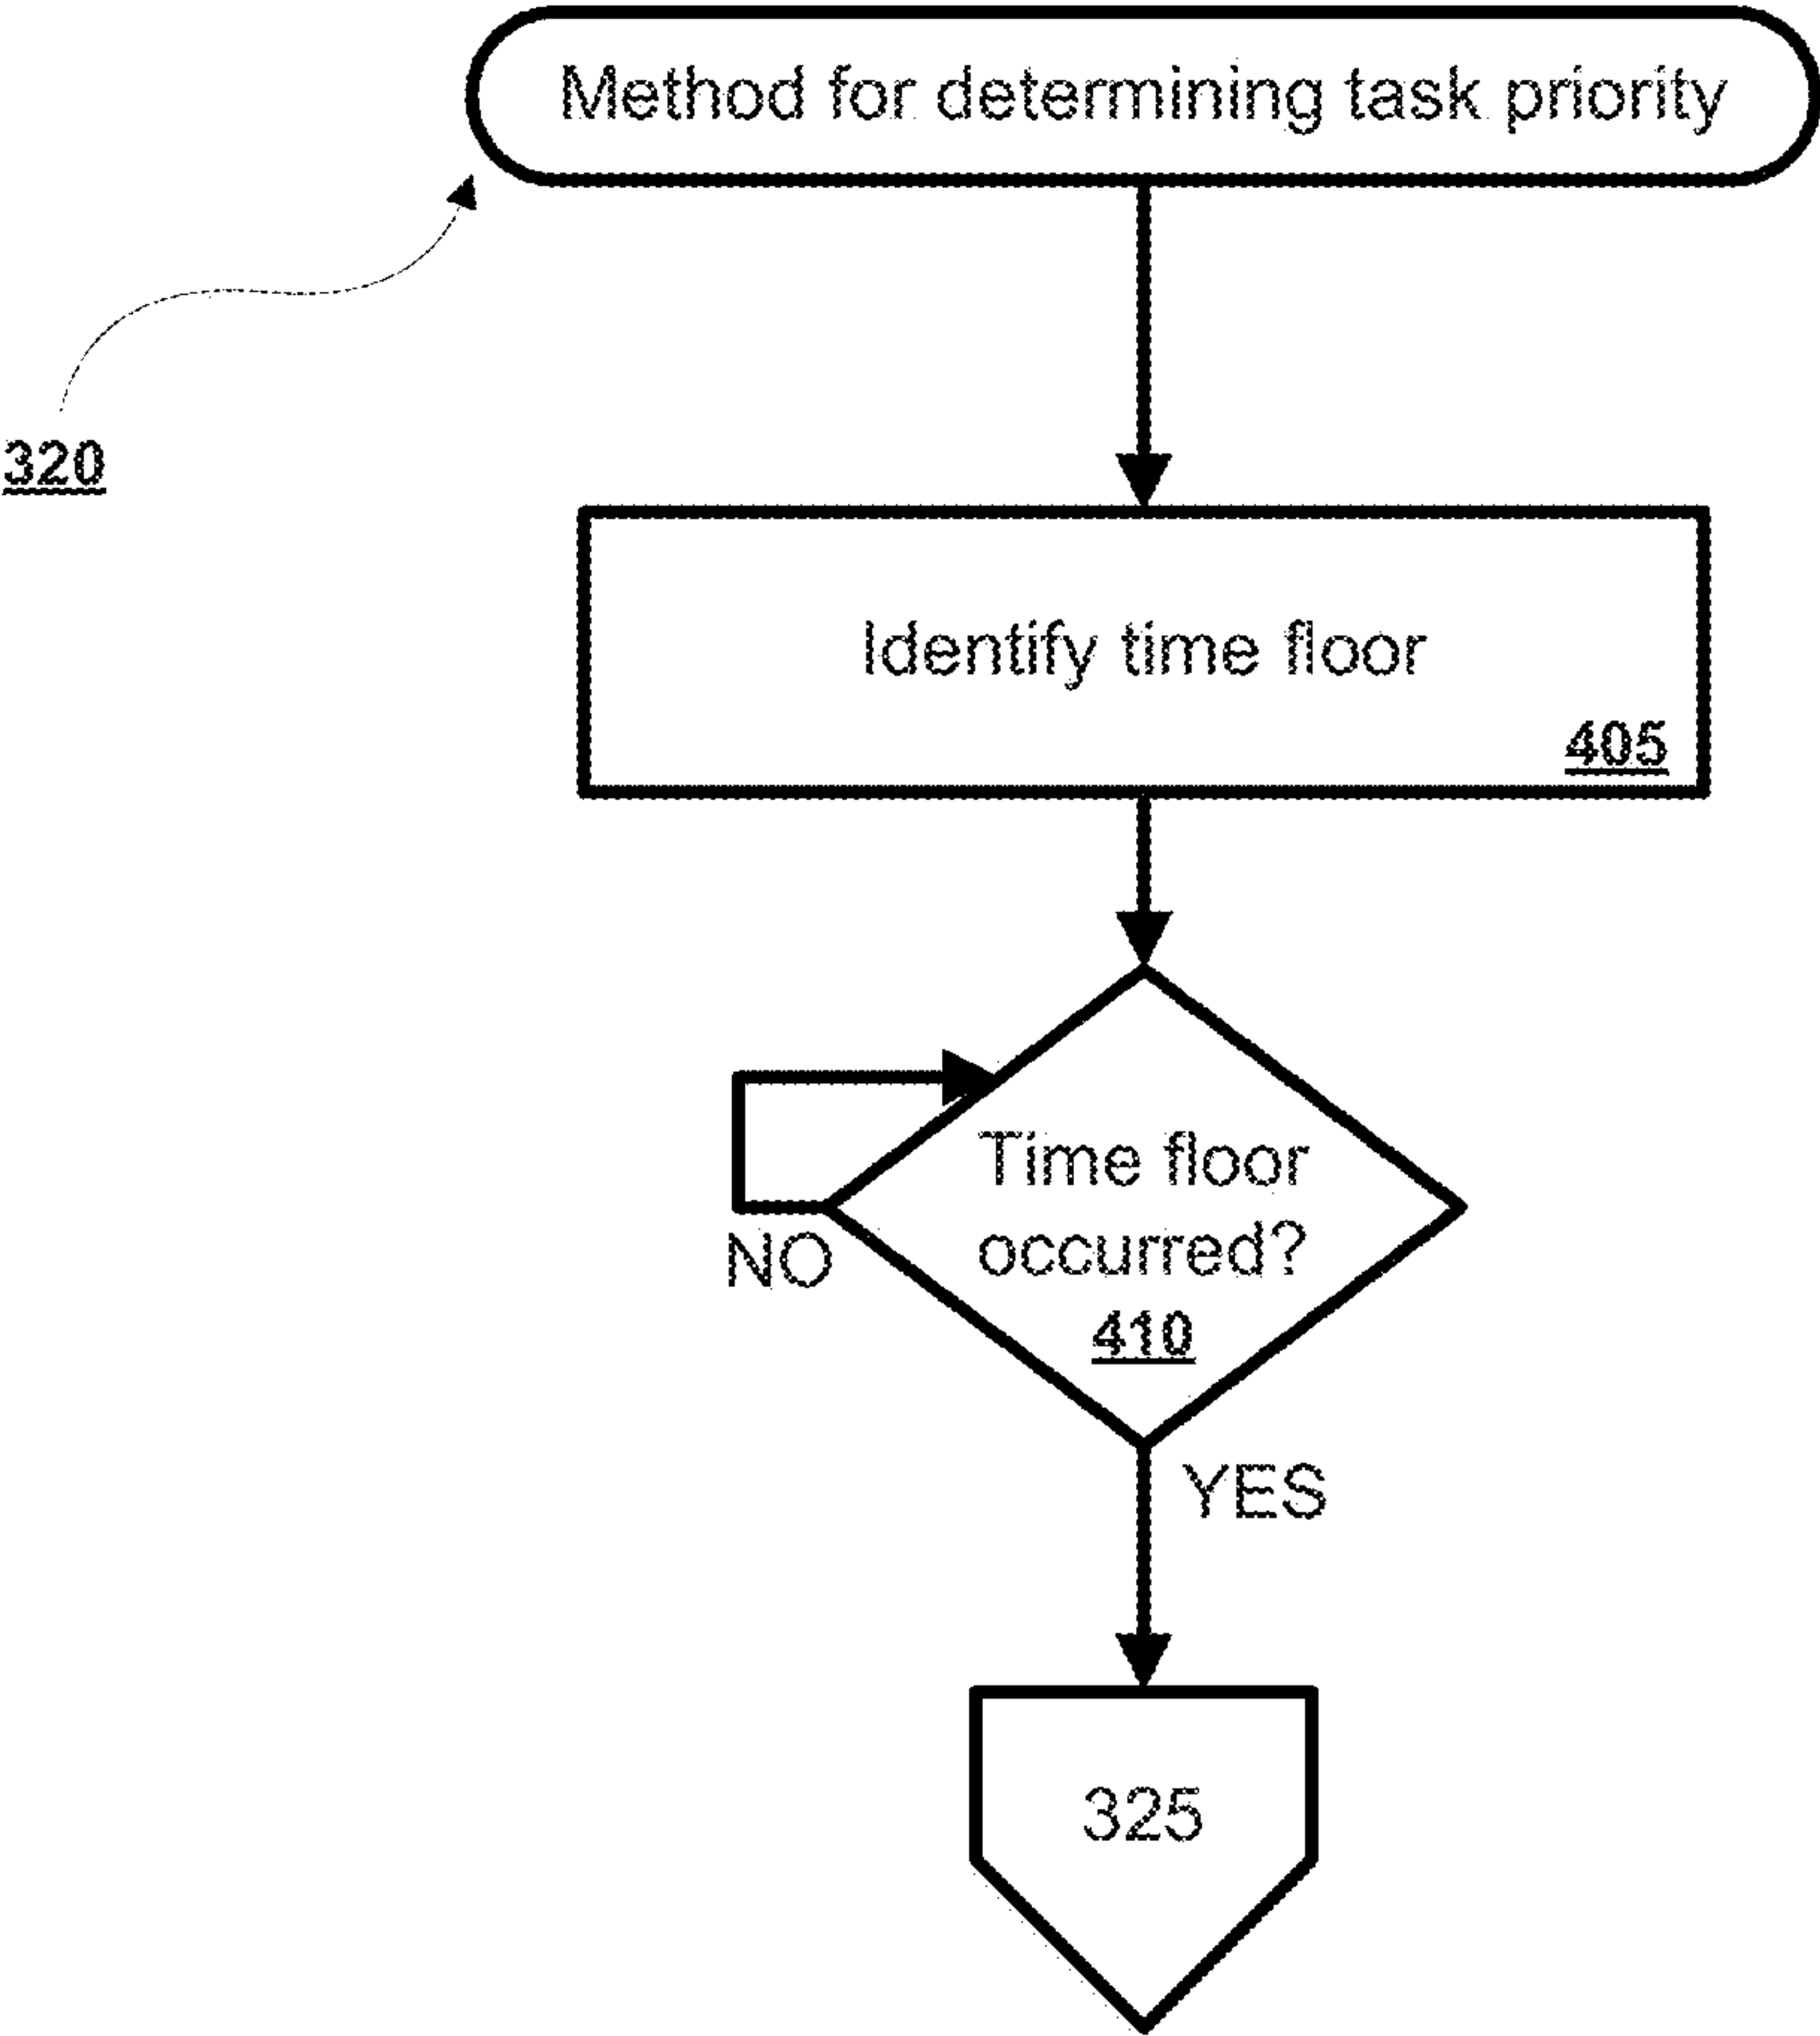 Method for determining task priority
320
Identify time floor
405
Time floor
occurred?
410
NO
YES
325